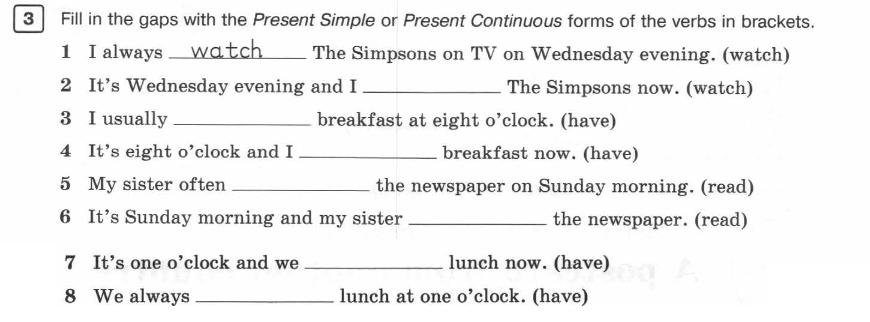 3 Fill in the gaps with the Present Simple or Present Continuous forms of the verbs in brackets.
1 I always watch The Simpsons on TV on Wednesday evening. (watch)
2 It's Wednesday evening and I ____________ The Simpsons now. (watch)
3 I usually ____________ breakfast at eight o'clock. (have)
4 It's eight o'clock and I ____________ breakfast now. (have)
5 My sister often ____________ the newspaper on Sunday morning. (read)
6 It's Sunday morning and my sister ____________ the newspaper. (read)
7 It's one o'clock and we ____________ lunch now. (have)
8 We always ____________ lunch at one o'clock. (have)